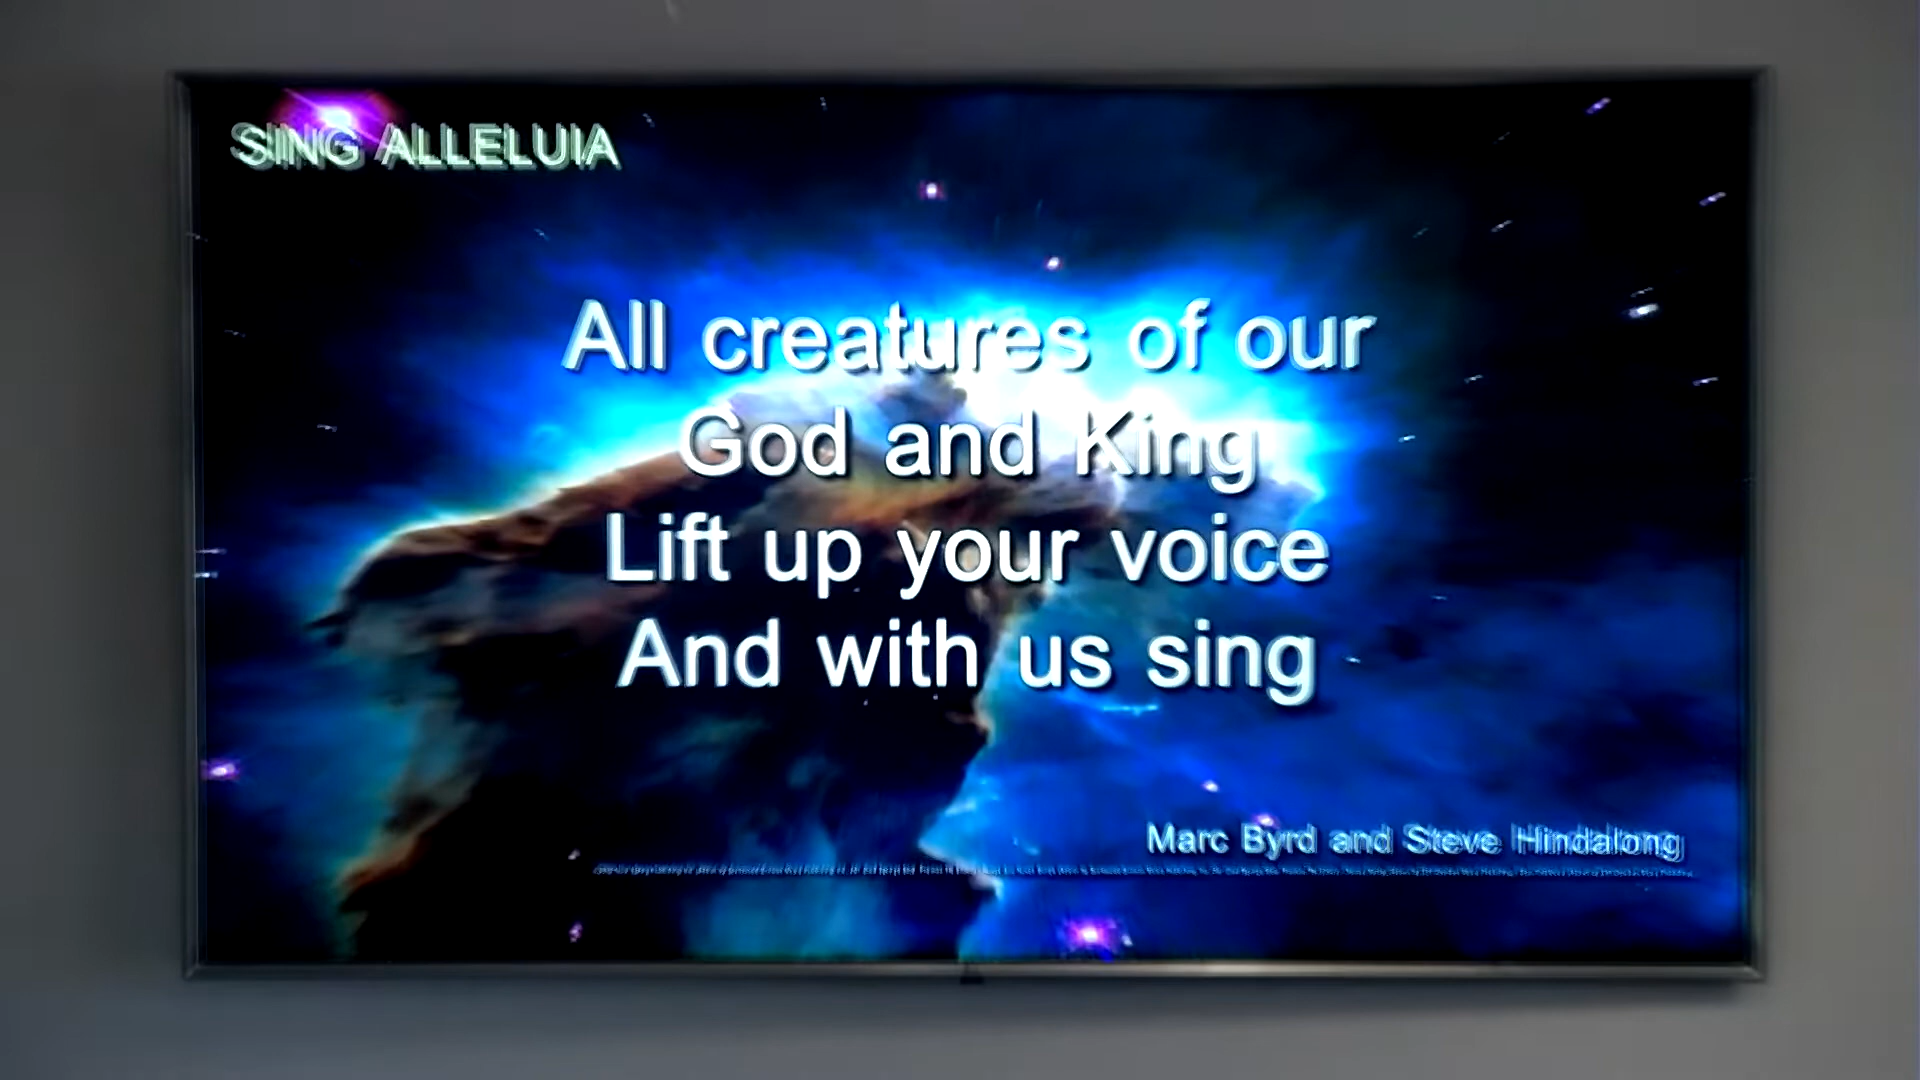 SING ALLELUIA
All creatures of our
God and King
Lift up your voice
And with us sing
Marc Byrd and Steve Hindalong